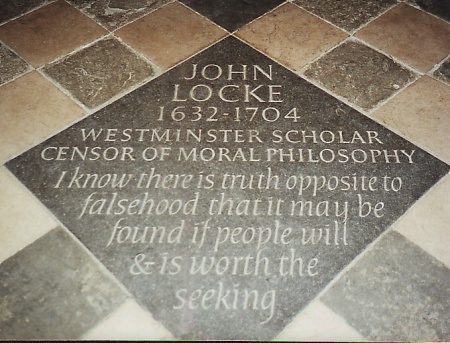 JOHN
LOCKE
1632-1704
WESTMINSTER SCHOLAR
CENSOR OF MORAL PHILOSOPHY
I know there is truth opposite to
falsehood that it may be
found if people will
& is worth the
seeking